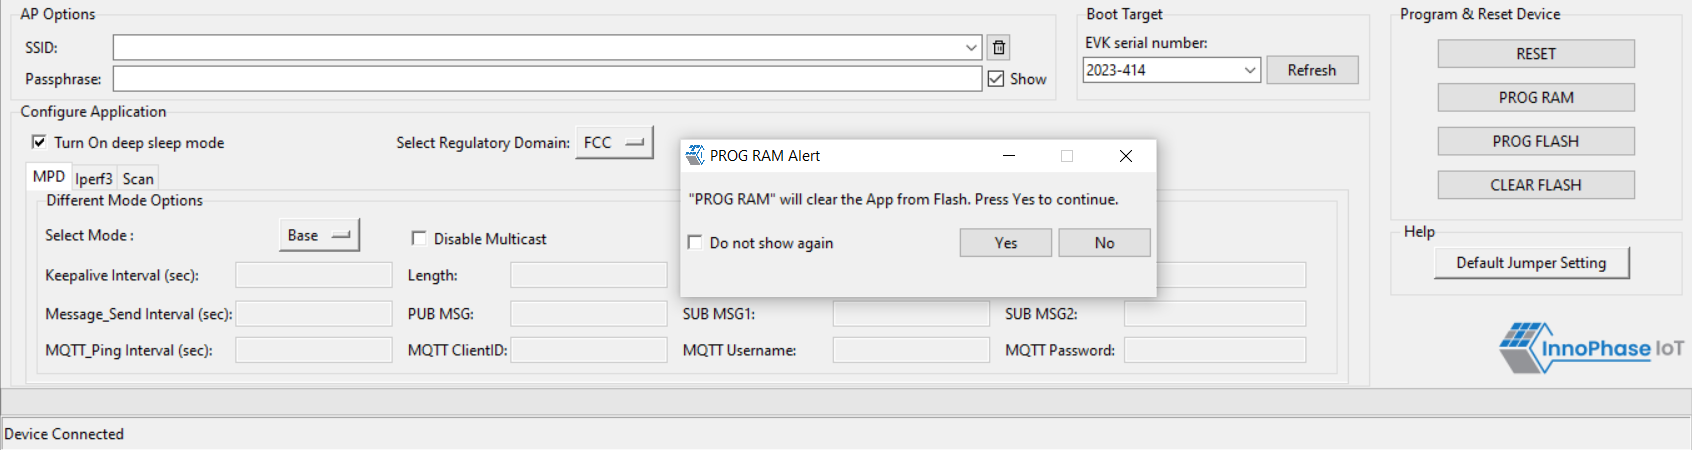 AP Options
SSID:
Passphrase:
Show
Boot Target
EVK serial number:
2023-414
Refresh
Program & Reset Device
RESET
PROG RAM
PROG FLASH
CLEAR FLASH
Configure Application
Turn On deep sleep mode
Select Regulatory Domain: FCC
MPD Iperf3 Scan
Different Mode Options
Select Mode : Base
Disable Multicast
Keepalive Interval (sec):
Length:
Message_Send Interval (sec):
PUB MSG:
SUB MSG1:
SUB MSG2:
MQTT_Ping Interval (sec):
MQTT ClientID:
MQTT Username:
MQTT Password:
PROG RAM Alert
"PROG RAM" will clear the App from Flash. Press Yes to continue.
Do not show again
Yes
No
Help
Default Jumper Setting
InnoPhase IoT
Device Connected